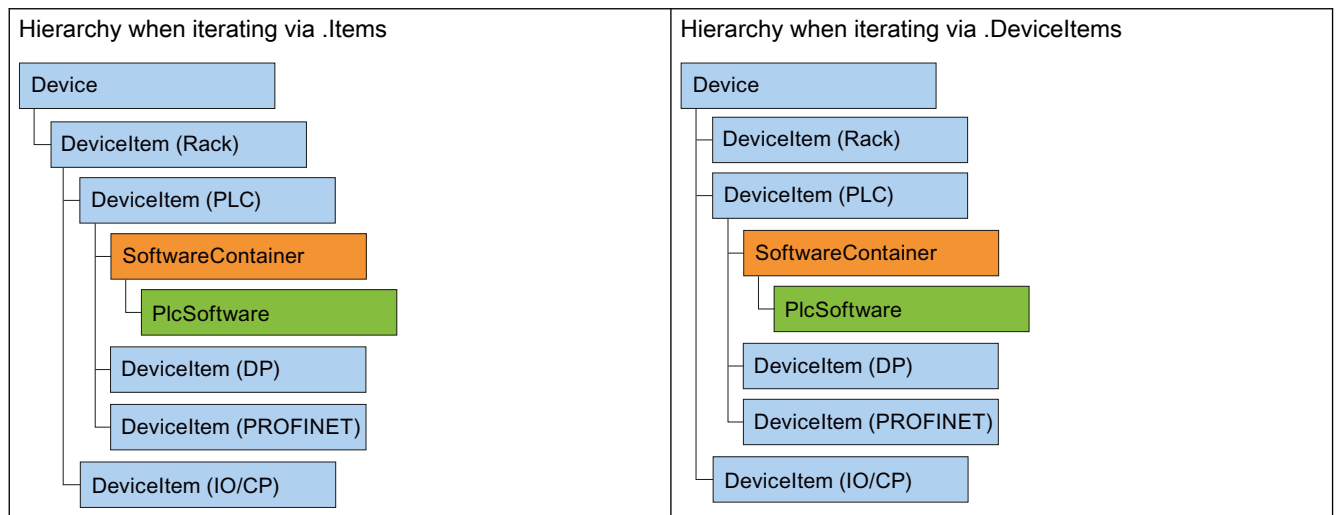 Hierarchy when iterating via .Items
Device
DeviceItem (Rack)
DeviceItem (PLC)
SoftwareContainer
PlcSoftware
DeviceItem (DP)
DeviceItem (PROFINET)
DeviceItem (IO/CP)
Hierarchy when iterating via .DeviceItems
Device
DeviceItem (Rack)
DeviceItem (PLC)
SoftwareContainer
PlcSoftware
DeviceItem (DP)
DeviceItem (PROFINET)
DeviceItem (IO/CP)